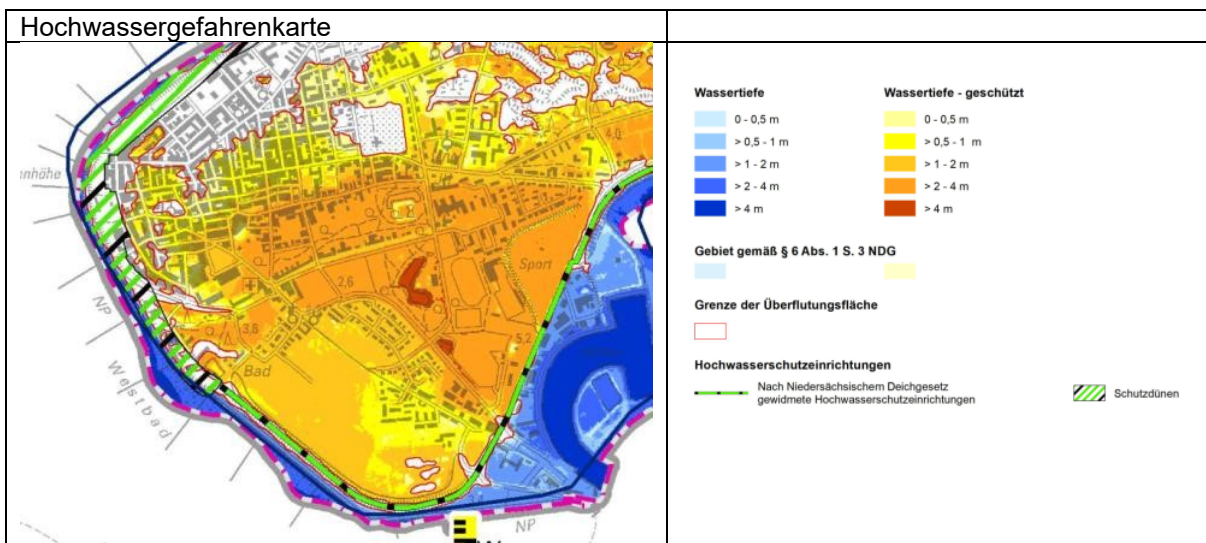 Hochwassergefahrenkarte
4,0
nnhöhe
Sport
2,6
NP
3,6
5,2
Bad
Westbad
NP
Wassertiefe
0 - 0,5 m
> 0,5 - 1 m
> 1 - 2 m
> 2 - 4 m
> 4 m
Wassertiefe - geschützt
0 - 0,5 m
> 0,5 - 1 m
> 1 - 2 m
> 2 - 4 m
> 4 m
Gebiet gemäß § 6 Abs. 1 S. 3 NDG
Grenze der Überflutungsfläche
Hochwasserschutzeinrichtungen
Nach Niedersächsischem Deichgesetz
gewidmete Hochwasserschutzeinrichtungen
Schutzdünen